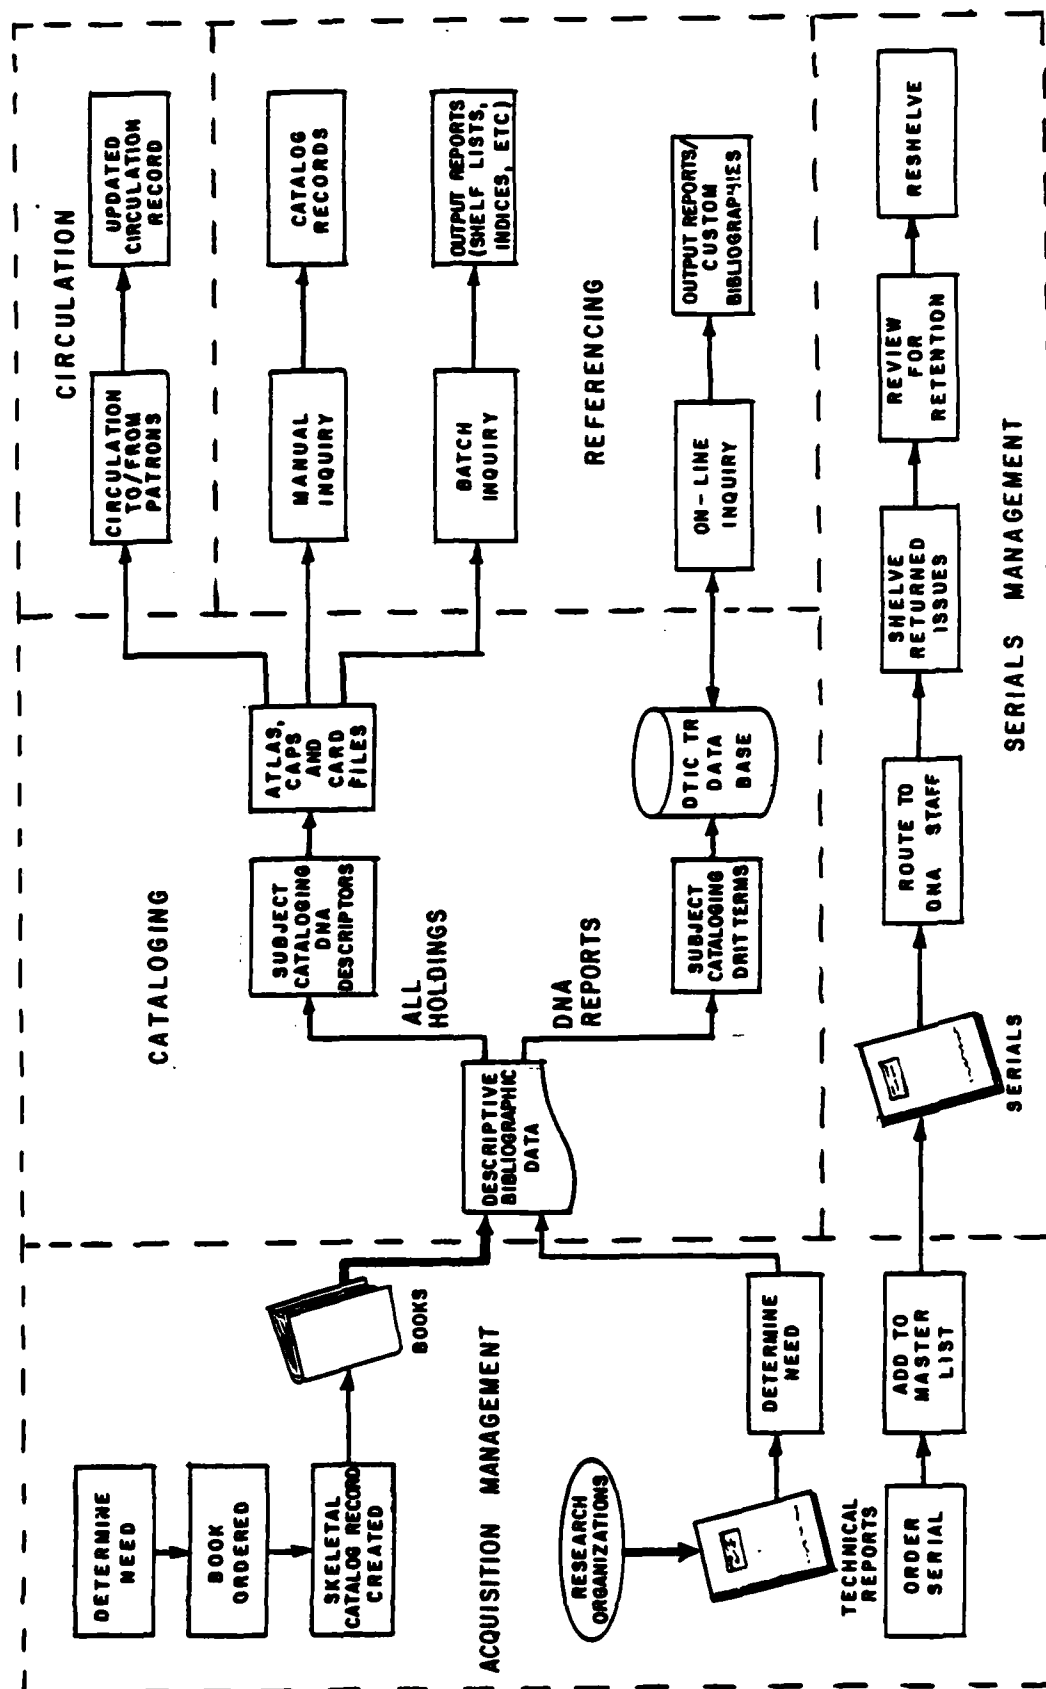 CIRCULATION
CIRCULATION
TO/FROM
PATRONS
UPDATED
CIRCULATION
RECORD
CATALOGING
SUBJECT
CATALOGING
DNA
DESCRIPTORS
ATLAS,
CAPS
AND
CARD
FILES
MANUAL
INQUIRY
CATALOG
RECORDS
BATCH
INQUIRY
OUTPUT REPORTS
(SHELF LISTS,
INDICES, ETC)
ALL
HOLDINGS
DNA
REPORTS
DESCRIPTIVE
BIBLIOGRAPHIC
DATA
SUBJECT
CATALOGING
DRIT TERMS
DTIC TR
DATA
BASE
REFERENCING
ON-LINE
INQUIRY
OUTPUT REPORTS/
CUSTOM
BIBLIOGRAPHIES
DETERMINE
NEED
BOOK
ORDERED
SKELETAL
CATALOG RECORD
CREATED
BOOKS
ACQUISITION MANAGEMENT
RESEARCH
ORGANIZATIONS
TECHNICAL
REPORTS
DETERMINE
NEED
ORDER
SERIAL
ADD TO
MASTER
LIST
SERIALS
ROUTE TO
DNA STAFF
SHELVE
RETURNED
ISSUES
REVIEW
FOR
RETENTION
RESHELVE
SERIALS MANAGEMENT